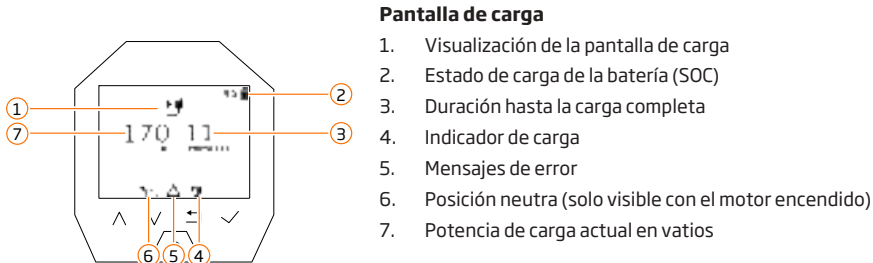 Pantalla de carga
1. Visualización de la pantalla de carga
2. Estado de carga de la batería (SOC)
3. Duración hasta la carga completa
4. Indicador de carga
5. Mensajes de error
6. Posición neutra (solo visible con el motor encendido)
7. Potencia de carga actual en vatios
1
2
7
170 11
3
6 5 4